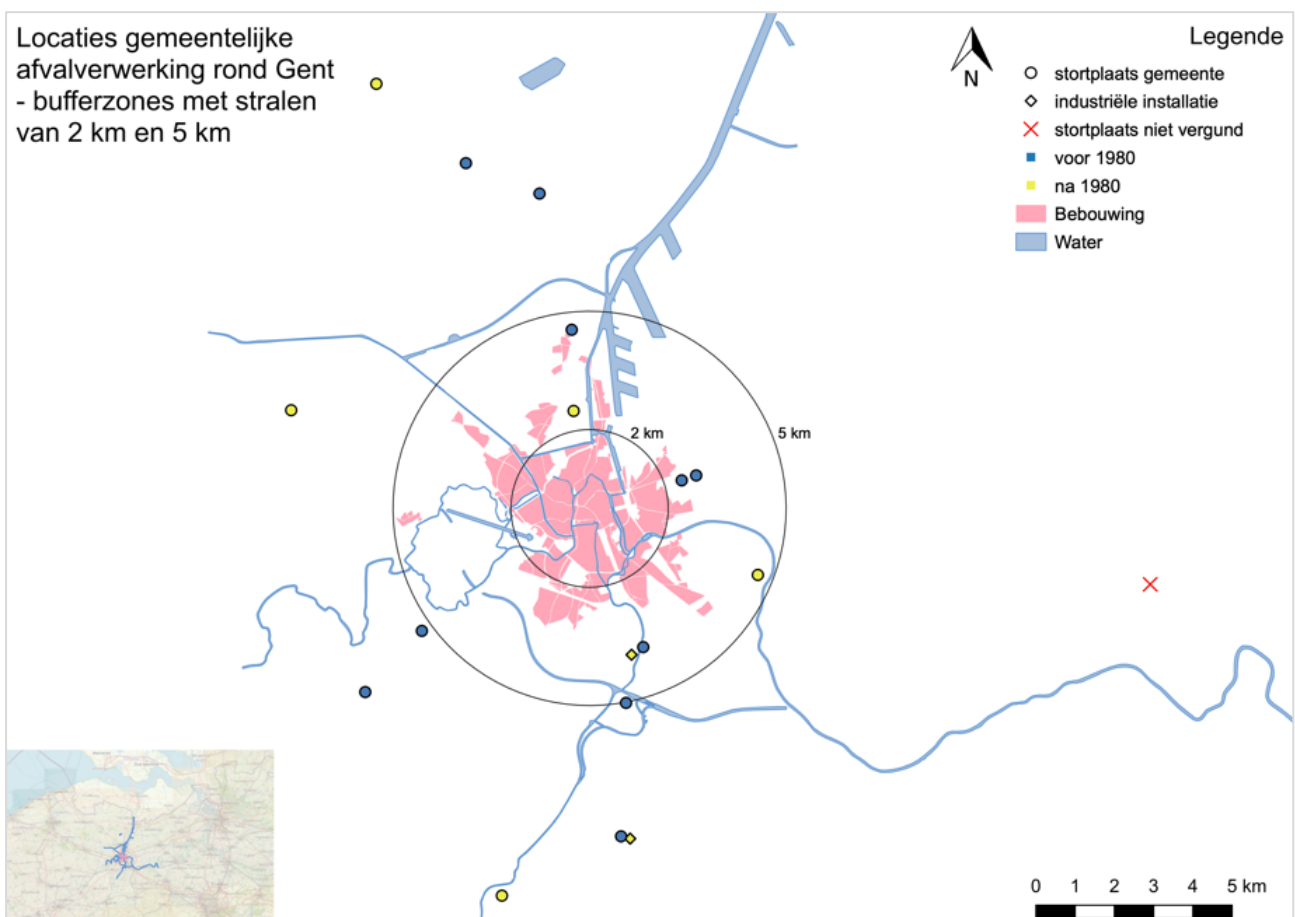 Locaties gemeentelijke
afvalverwerking rond Gent
- bufferzones met stralen
van 2 km en 5 km
N
Legende
stortplaats gemeente
industriële installatie
stortplaats niet vergund
voor 1980
na 1980
Bebouwing
Water
2 km
5 km
0 1 2 3 4 5 km